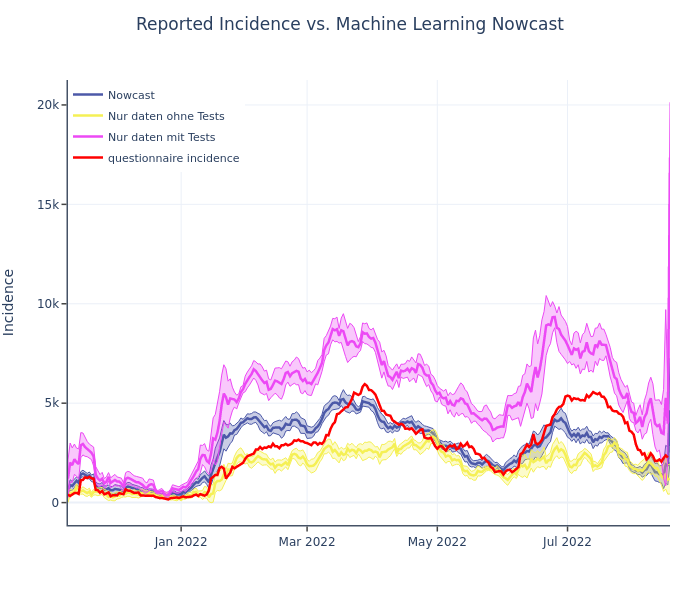 Reported Incidence vs. Machine Learning Nowcast
Nowcast
Nur daten ohne Tests
Nur daten mit Tests
questionnaire incidence
20k
15k
10k
5k
0
Incidence
Jan 2022
Mar 2022
May 2022
Jul 2022